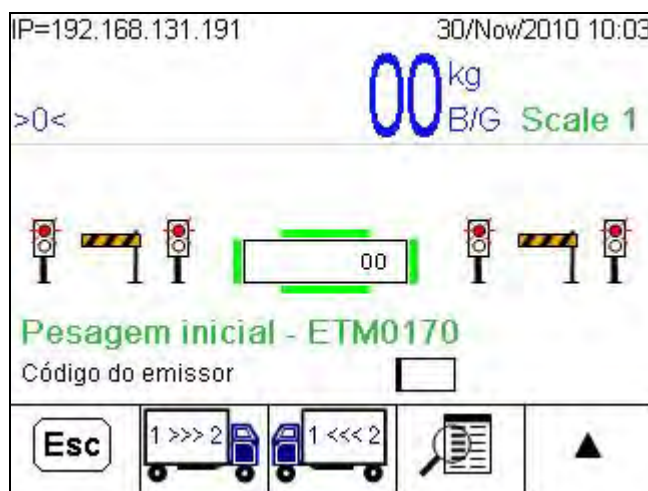 IP=192.168.131.191 30/Nov/2010 10:03
00 kg
>0< B/G Scale 1
00
Pesagem inicial - ETM0170
Código do emissor
Esc 1 >>> 2 1 <<< 2